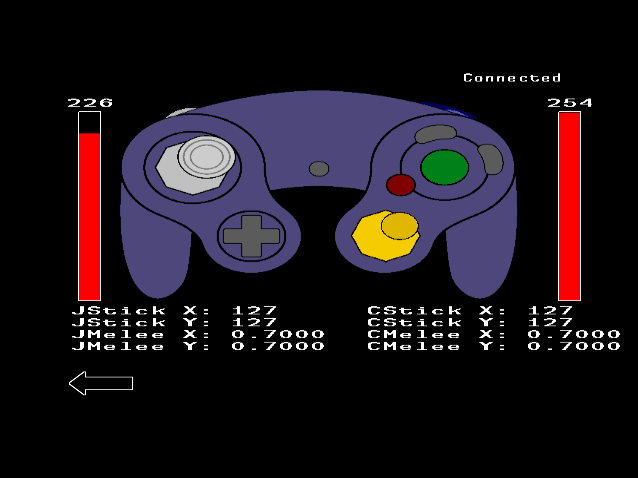 Connected
226
254
JStick X: 127
JStick Y: 127
JMelee X: 0.7000
JMelee Y: 0.7000
CStick X: 127
CStick Y: 127
CMelee X: 0.7000
CMelee Y: 0.7000